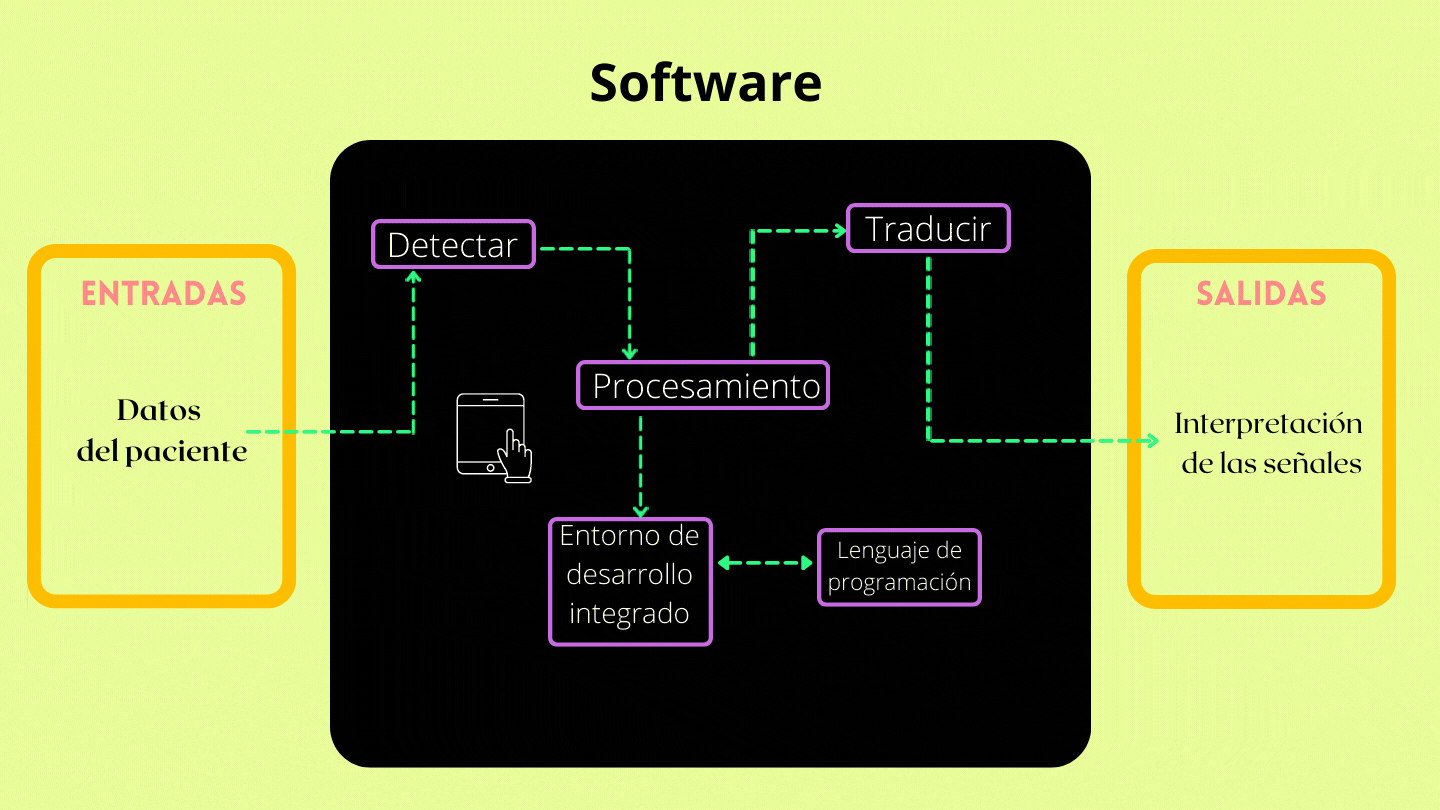 Software
ENTRADAS
Datos
del paciente
Detectar
Procesamiento
Traducir
Entorno de
desarrollo
integrado
Lenguaje de
programación
SALIDAS
Interpretación
de las señales